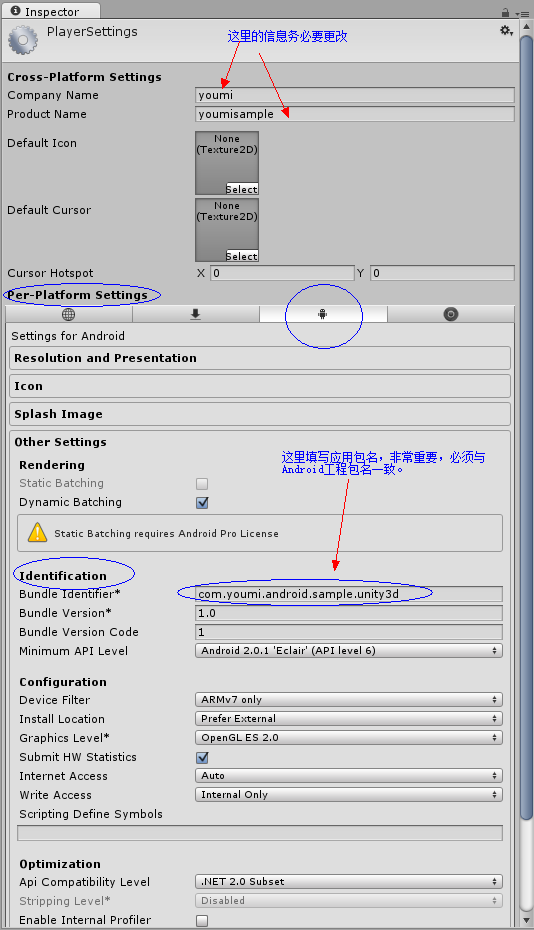 Inspector
PlayerSettings
这里的信息务必要更改
Cross-Platform Settings
Company Name youmi
Product Name youmisample
Default Icon
None
(Texture2D)
Select
Default Cursor
None
(Texture2D)
Select
Cursor Hotspot X 0 Y 0
Per-Platform Settings
Settings for Android
Resolution and Presentation
Icon
Splash Image
Other Settings
这里填写应用包名，非常重要，必须与
Android工程包名一致。
Rendering
Static Batching
Dynamic Batching
Static Batching requires Android Pro License
Identification
Bundle Identifier* com.youmi.android.sample.unity3d
Bundle Version* 1.0
Bundle Version Code 1
Minimum API Level Android 2.0.1 'Eclair' (API level 6)
Configuration
Device Filter ARMv7 only
Install Location Prefer External
Graphics Level* OpenGL ES 2.0
Submit HW Statistics
Internet Access Auto
Write Access Internal Only
Scripting Define Symbols
Optimization
Api Compatibility Level .NET 2.0 Subset
Stripping Level* Disabled
Enable Internal Profiler